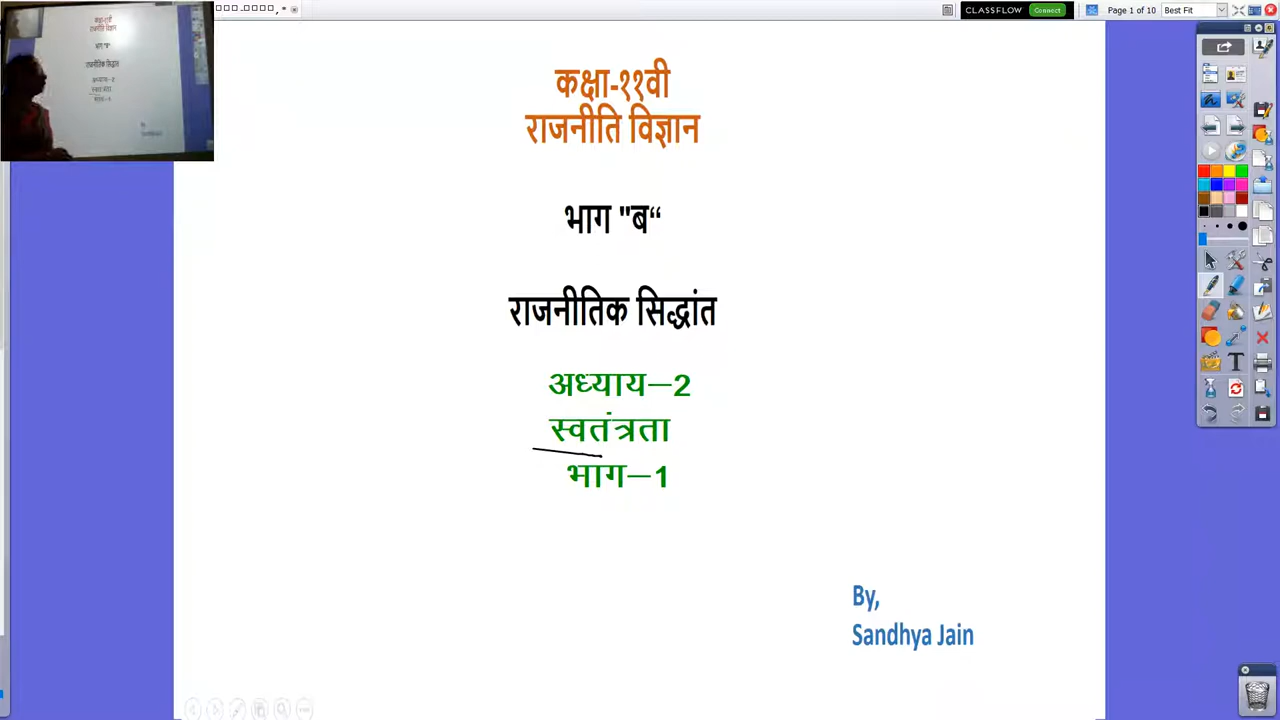 CLASSFLOW Connect
Page 1 of 10
Best Fit
कक्षा-११वी
राजनीति विज्ञान
भाग "ब“
राजनीतिक सिद्धांत
अध्याय–2
स्वतंत्रता
भाग–1
By,
Sandhya Jain